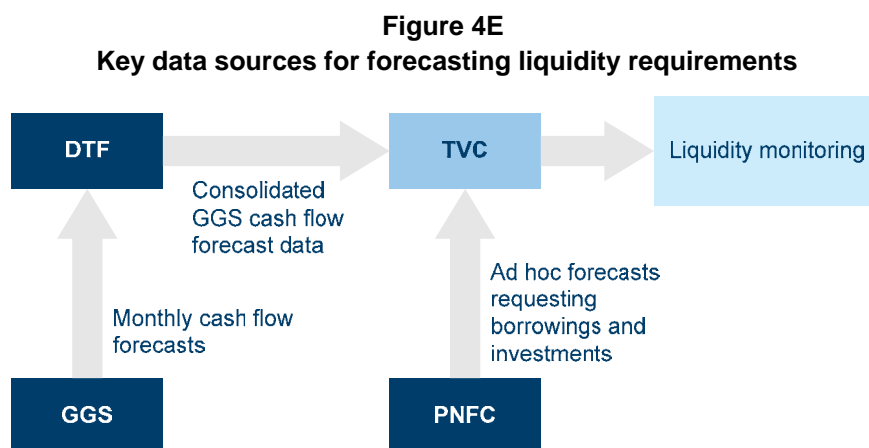 Figure 4E
Key data sources for forecasting liquidity requirements
DTF
TVC
Liquidity monitoring
Consolidated
GGS cash flow
forecast data
Ad hoc forecasts
requesting
borrowings and
investments
Monthly cash flow
forecasts
GGS
PNFC